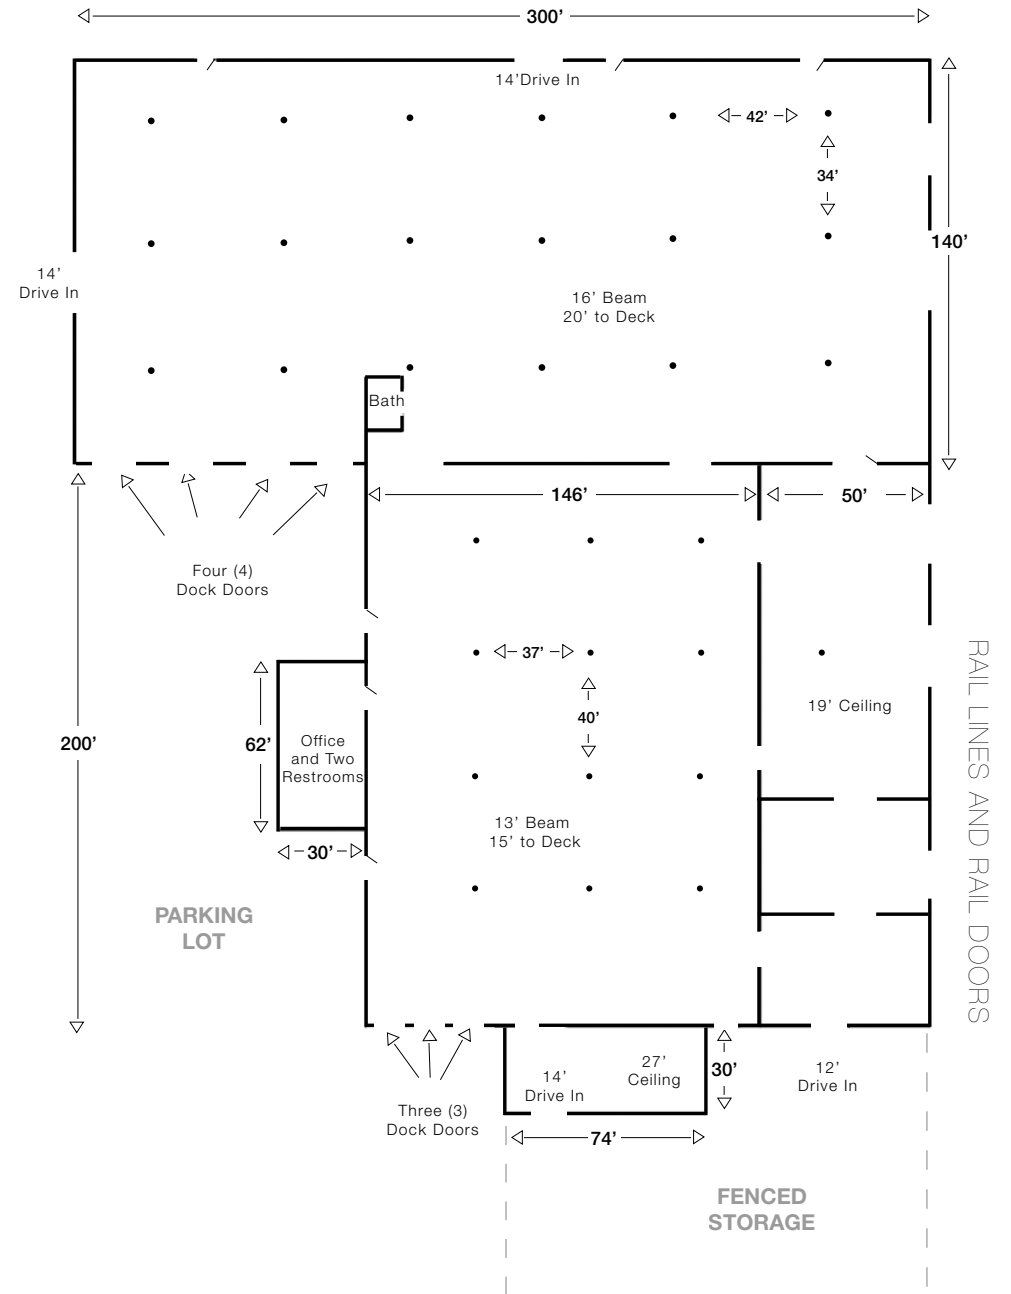 300’
14’Drive In
42’
34’
140’
14’
Drive In
16’ Beam
20’ to Deck
Bath
146’
50’
Four (4)
Dock Doors
37’
40’
19’ Ceiling
200’
62’
Office
and Two
Restrooms
13’ Beam
15’ to Deck
30’
PARKING
LOT
RAIL LINES AND RAIL DOORS
27’
Ceiling
14’
Drive In
30’
12’
Drive In
Three (3)
Dock Doors
74’
FENCED
STORAGE